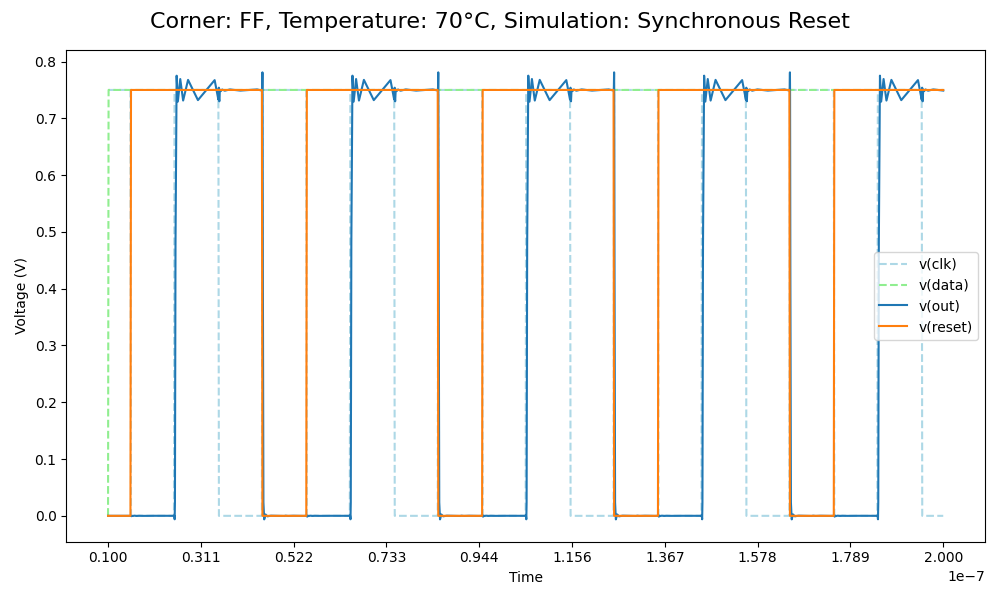 Corner: FF, Temperature: 70°C, Simulation: Synchronous Reset
0.8
0.7
0.6
0.5
0.4
0.3
0.2
0.1
0.0
Voltage (V)
v(clk)
v(data)
v(out)
v(reset)
0.100 0.311 0.522 0.733 0.944 1.156 1.367 1.578 1.789 2.000
1e−7
Time